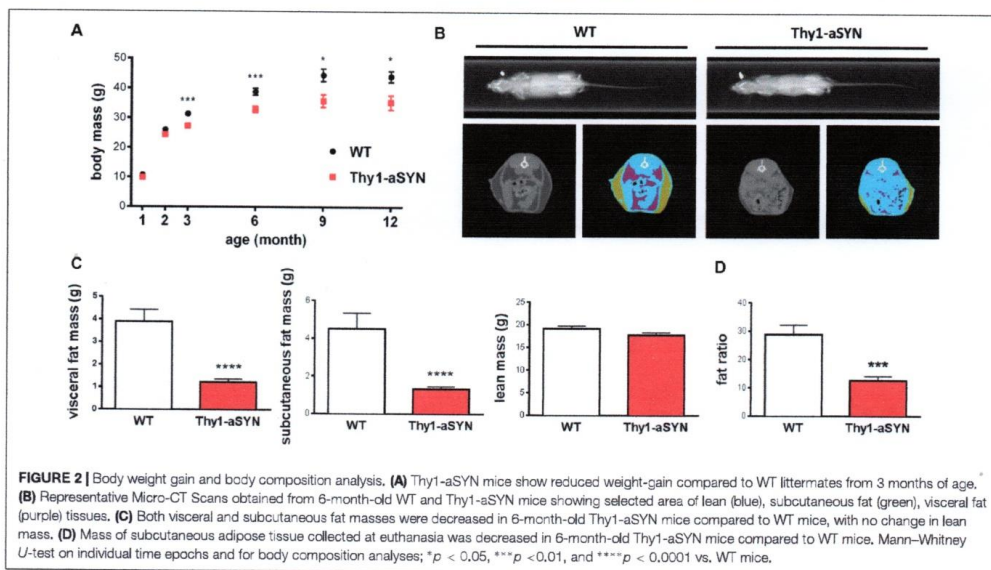 A
body mass (g)
50
40
30
20
10
0
***
***
*
*
WT
Thy1-aSYN
1 2 3 6 9 12
age (month)
B
WT Thy1-aSYN
C
visceral fat mass (g)
5
4
3
2
1
0
****
WT Thy1-aSYN
subcutaneous fat mass (g)
6
4
2
0
****
WT Thy1-aSYN
lean mass (g)
25
20
15
10
5
0
WT Thy1-aSYN
D
fat ratio
40
30
20
10
0
***
WT Thy1-aSYN
FIGURE 2 | Body weight gain and body composition analysis. (A) Thy1-aSYN mice show reduced weight-gain compared to WT littermates from 3 months of age.
(B) Representative Micro-CT Scans obtained from 6-month-old WT and Thy1-aSYN mice showing selected area of lean (blue), subcutaneous fat (green), visceral fat
(purple) tissues. (C) Both visceral and subcutaneous fat masses were decreased in 6-month-old Thy1-aSYN mice compared to WT mice, with no change in lean
mass. (D) Mass of subcutaneous adipose tissue collected at euthanasia was decreased in 6-month-old Thy1-aSYN mice compared to WT mice. Mann–Whitney
U-test on individual time epochs and for body composition analyses; *p < 0.05, ***p <0.01, and ****p < 0.0001 vs. WT mice.